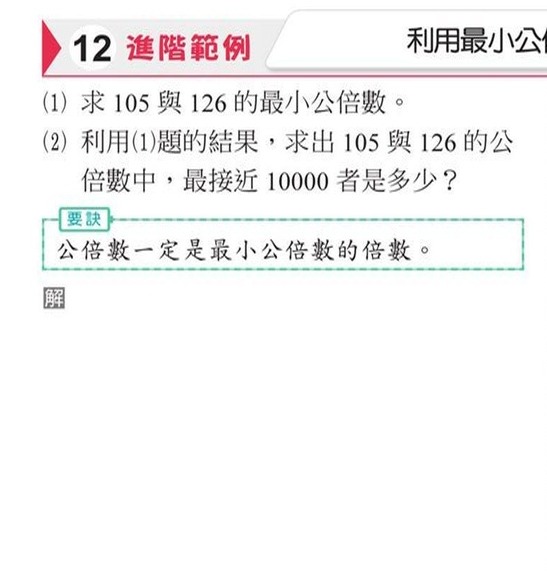 12 進階範例
利用最小公
⑴ 求 105 與 126 的最小公倍數。
⑵ 利用⑴題的結果，求出 105 與 126 的公
倍數中，最接近 10000 者是多少？
要訣
公倍數一定是最小公倍數的倍數。
解